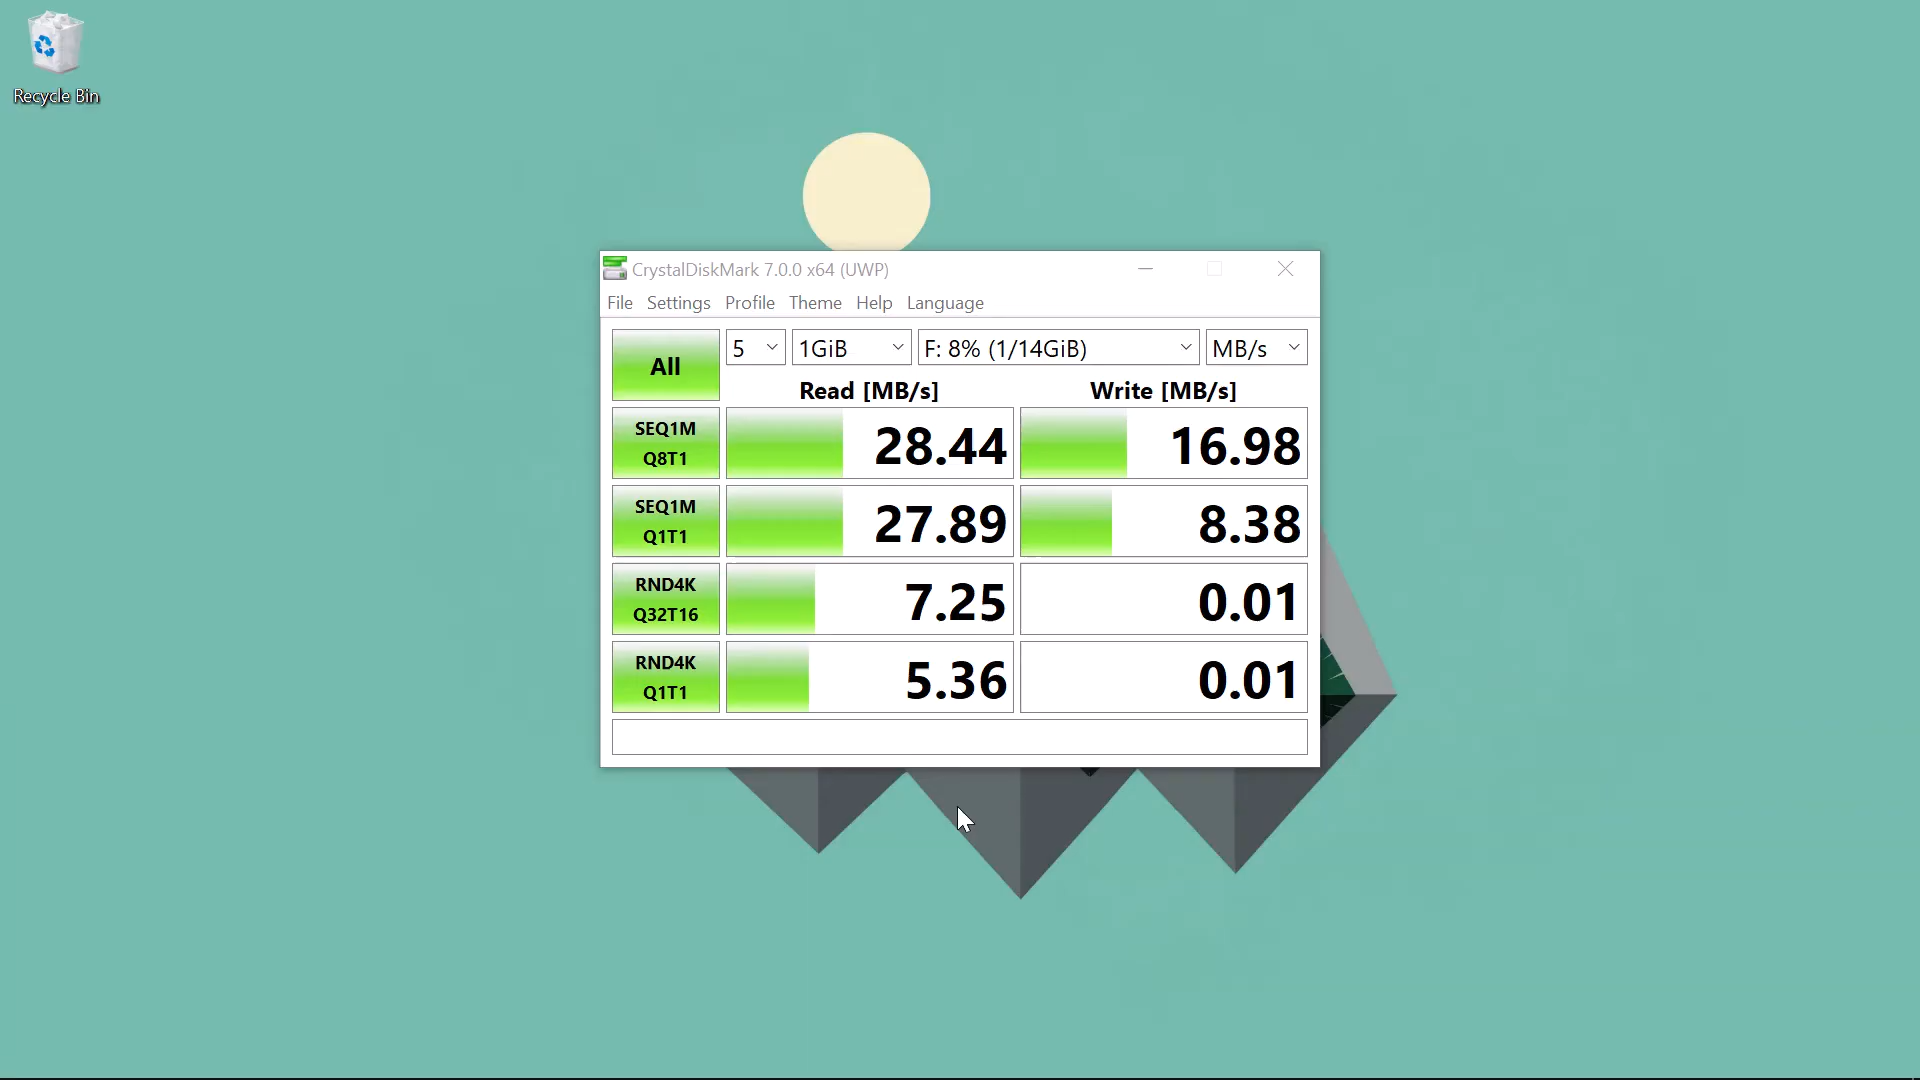 Recycle Bin
CrystalDiskMark 7.0.0 x64 (UWP)
File Settings Profile Theme Help Language
All
5 1GiB F: 8% (1/14GiB) MB/s
Read [MB/s] Write [MB/s]
SEQ1M
Q8T1
28.44 16.98
SEQ1M
Q1T1
27.89 8.38
RND4K
Q32T16
7.25 0.01
RND4K
Q1T1
5.36 0.01